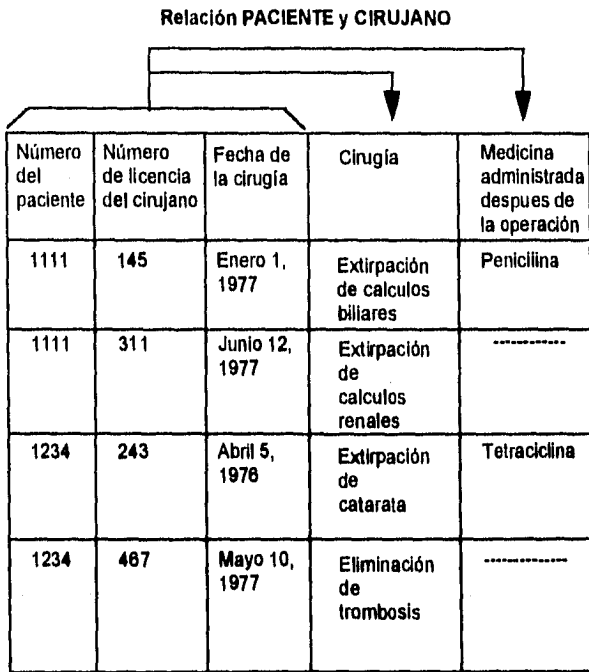 Relación PACIENTE y CIRUJANO
Número
del
paciente
Número
de licencia
del cirujano
Fecha de
la cirugía
Cirugía
Medicina
administrada
despues de
la operación
1111
145
Enero 1,
1977
Extirpación
de calculos
biliares
Penicilina
1111
311
Junio 12,
1977
Extirpación
de
calculos
renales
------------
1234
243
Abril 5,
1976
Extirpación
de
catarata
Tetraciclina
1234
467
Mayo 10,
1977
Eliminación
de
trombosis
------------